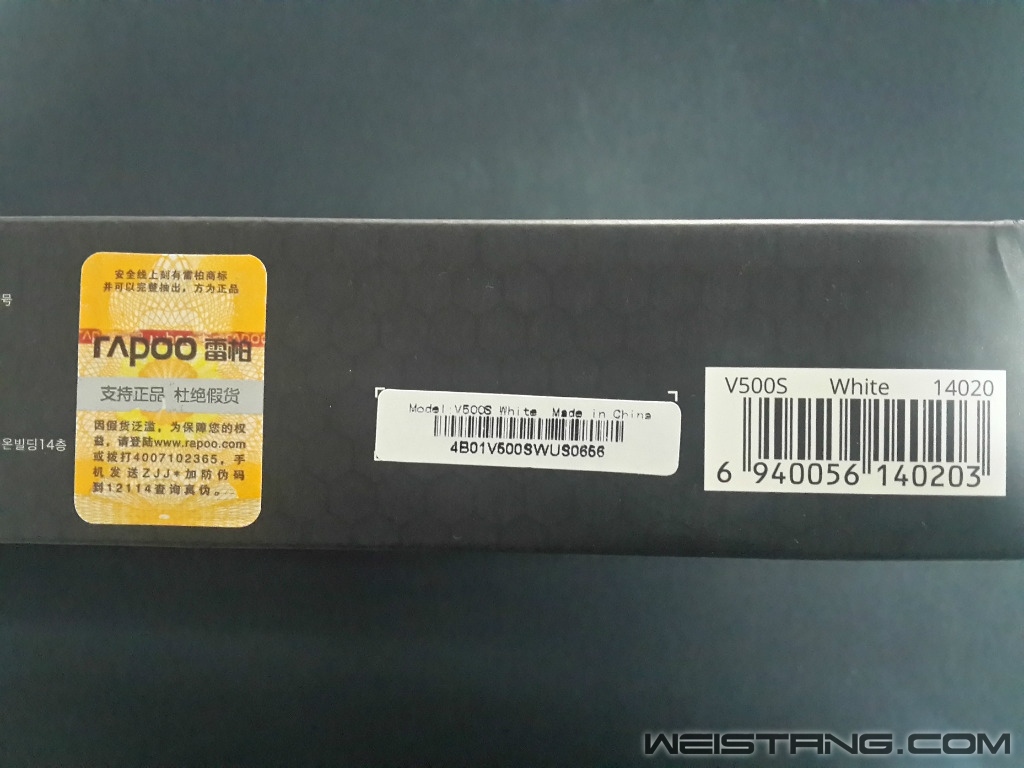 号
온빌딩14층
安全线上刻有雷柏商标
并可以完整抽出，方为正品
rapoo 雷柏
支持正品 杜绝假货
因假货泛滥，为保障您的权
益，请登陆www.rapoo.com
或拨打4007102365，手
机发送ZJJ*加防伪码
到12114查询真伪。
Model:V500S White Made in China
4B01V500SWUS0656
V500S White 14020
6 940056 140203
WEISTANG.COM